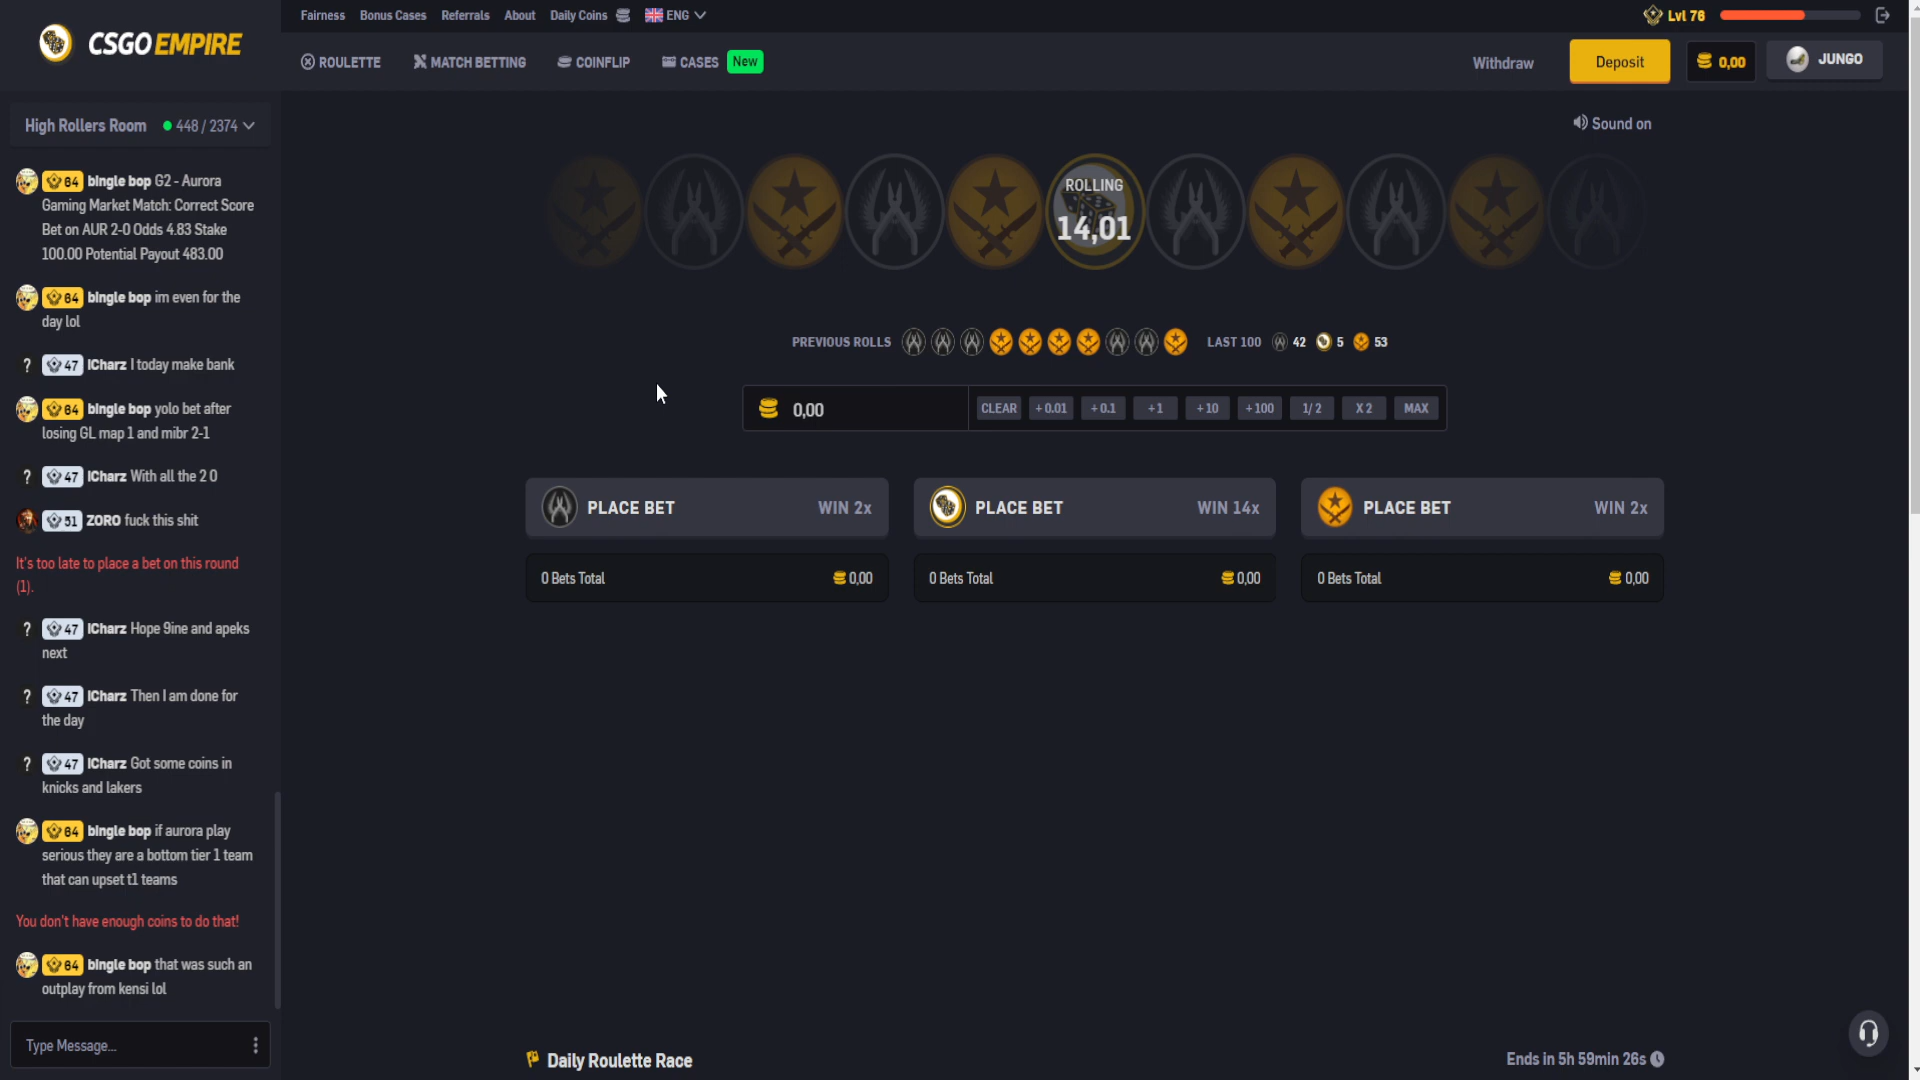 Fairness Bonus Cases Referrals About Daily Coins ENG
Lvl 76
CSGOEMPIRE
ROULETTE MATCH BETTING COINFLIP CASES New
Withdraw Deposit 0,00 JUNGO
High Rollers Room 448 / 2374
Sound on
64 bingle bop G2 - Aurora
Gaming Market Match: Correct Score
Bet on AUR 2-0 Odds 4.83 Stake
100.00 Potential Payout 483.00
64 bingle bop im even for the
day lol
? 47 ICharz I today make bank
64 bingle bop yolo bet after
losing GL map 1 and mibr 2-1
? 47 ICharz With all the 2 0
51 ZORO fuck this shit
It's too late to place a bet on this round
(1).
? 47 ICharz Hope 9ine and apeks
next
? 47 ICharz Then I am done for
the day
? 47 ICharz Got some coins in
knicks and lakers
64 bingle bop if aurora play
serious they are a bottom tier 1 team
that can upset t1 teams
You don't have enough coins to do that!
64 bingle bop that was such an
outplay from kensi lol
Type Message...
ROLLING
14,01
PREVIOUS ROLLS LAST 100 42 5 53
0,00 CLEAR + 0.01 + 0.1 + 1 + 10 + 100 1 / 2 X 2 MAX
PLACE BET WIN 2x
PLACE BET WIN 14x
PLACE BET WIN 2x
0 Bets Total 0,00
0 Bets Total 0,00
0 Bets Total 0,00
Daily Roulette Race Ends in 5h 59min 26s